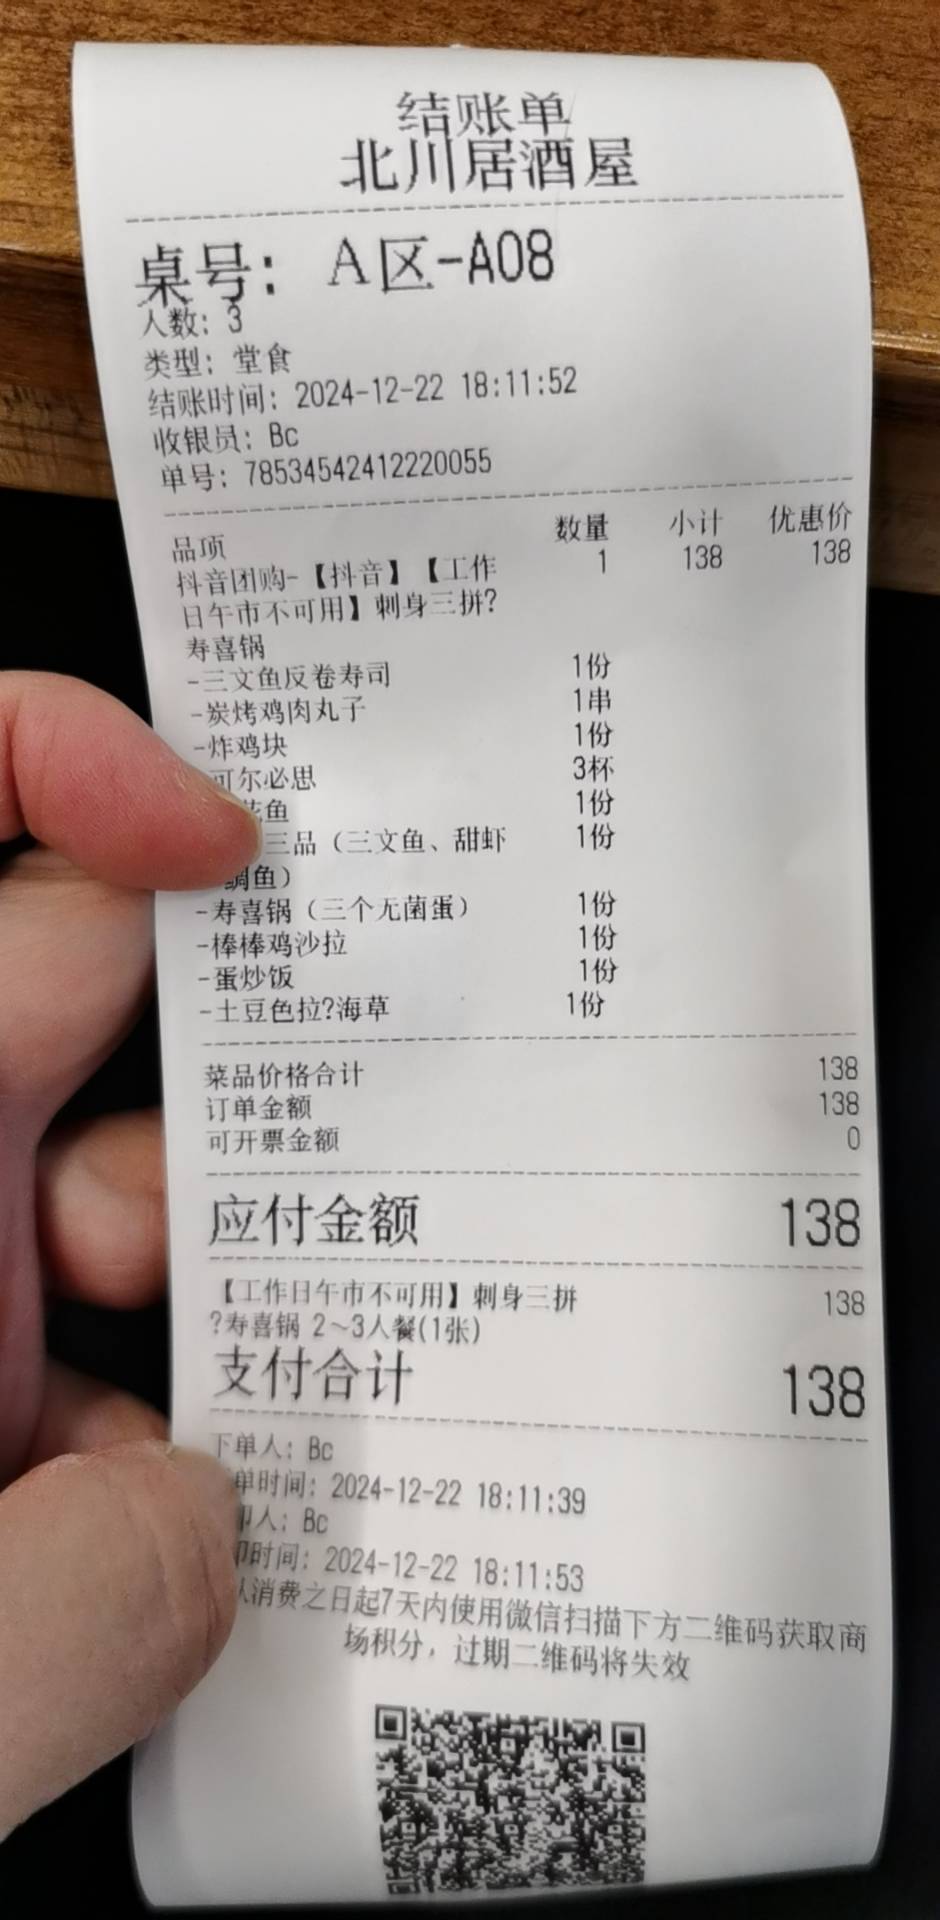 结账单
北川居酒屋
桌号： A区-A08
人数：3
类型：堂食
结账时间：2024-12-22 18:11:52
收银员：Bc
单号：78534542412220055
品项 数量 小计 优惠价
抖音团购-【抖音】【工作 1 138 138
日午市不可用】刺身三拼?
寿喜锅
-三文鱼反卷寿司 1份
-炭烤鸡肉丸子 1串
-炸鸡块 1份
可尔必思 3杯
花鱼 1份
三品（三文鱼、甜虾 1份
鲷鱼）
-寿喜锅（三个无菌蛋） 1份
-棒棒鸡沙拉 1份
-蛋炒饭 1份
-土豆色拉?海草 1份
菜品价格合计 138
订单金额 138
可开票金额 0
应付金额 138
【工作日午市不可用】刺身三拼 138
?寿喜锅 2~3人餐(1张)
支付合计 138
下单人：Bc
单时间：2024-12-22 18:11:39
印人：Bc
印时间：2024-12-22 18:11:53
从消费之日起7天内使用微信扫描下方二维码获取商
场积分，过期二维码将失效